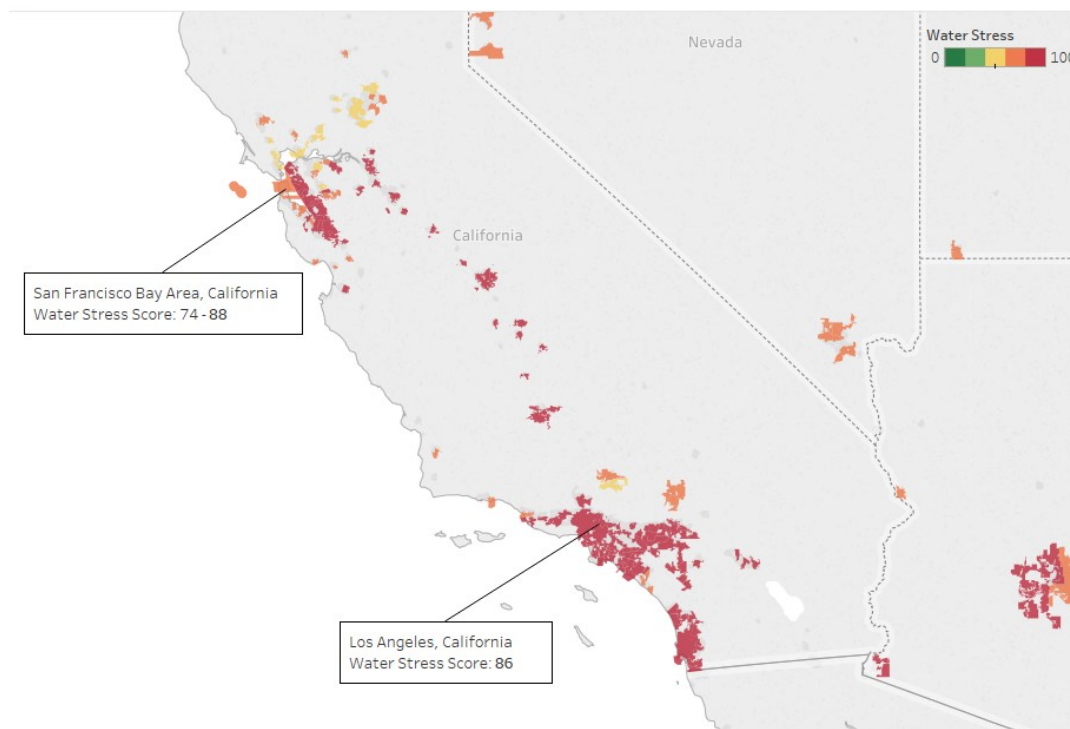 Nevada
Water Stress
0 100
California
San Francisco Bay Area, California
Water Stress Score: 74 - 88
Los Angeles, California
Water Stress Score: 86